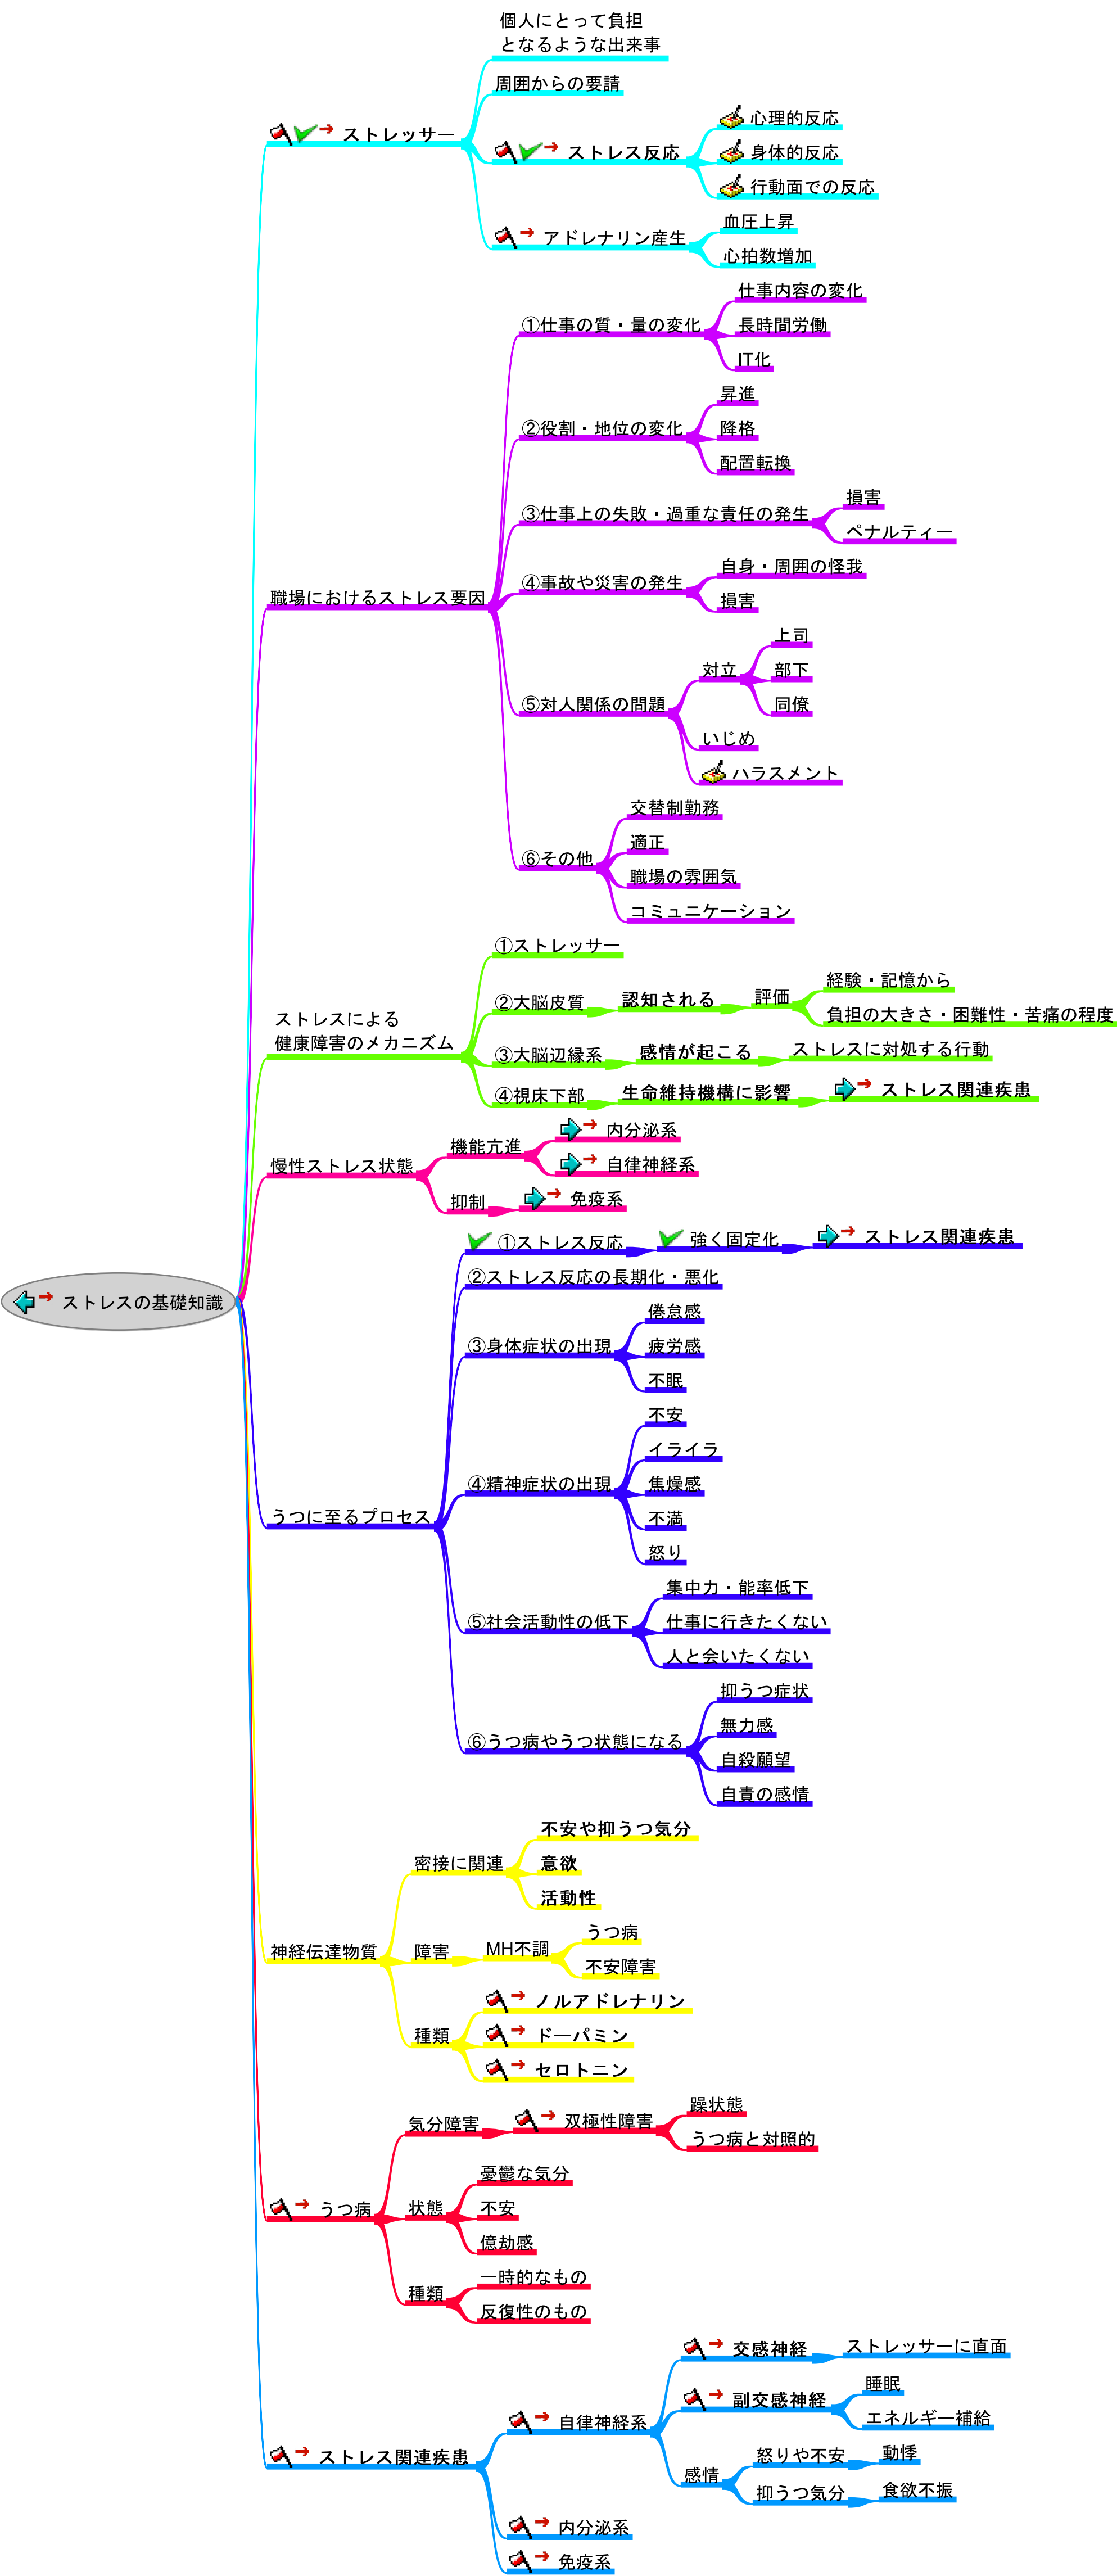 個人にとって負担
となるような出来事
周囲からの要請
ストレッサー
ストレス反応
心理的反応
身体的反応
行動面での反応
アドレナリン産生
血圧上昇
心拍数増加
職場におけるストレス要因
①仕事の質・量の変化
仕事内容の変化
長時間労働
IT化
②役割・地位の変化
昇進
降格
配置転換
③仕事上の失敗・過重な責任の発生
損害
ペナルティー
④事故や災害の発生
自身・周囲の怪我
損害
⑤対人関係の問題
対立
上司
部下
同僚
いじめ
ハラスメント
⑥その他
交替制勤務
適正
職場の雰囲気
コミュニケーション
ストレスによる
健康障害のメカニズム
①ストレッサー
②大脳皮質
認知される
評価
経験・記憶から
負担の大きさ・困難性・苦痛の程度
③大脳辺縁系
感情が起こる
ストレスに対処する行動
④視床下部
生命維持機構に影響
ストレス関連疾患
慢性ストレス状態
機能亢進
内分泌系
自律神経系
抑制
免疫系
ストレスの基礎知識
うつに至るプロセス
①ストレス反応
強く固定化
ストレス関連疾患
②ストレス反応の長期化・悪化
③身体症状の出現
倦怠感
疲労感
不眠
④精神症状の出現
不安
イライラ
焦燥感
不満
怒り
⑤社会活動性の低下
集中力・能率低下
仕事に行きたくない
人と会いたくない
⑥うつ病やうつ状態になる
抑うつ症状
無力感
自殺願望
自責の感情
神経伝達物質
密接に関連
不安や抑うつ気分
意欲
活動性
障害
MH不調
うつ病
不安障害
種類
ノルアドレナリン
ドーパミン
セロトニン
うつ病
気分障害
双極性障害
躁状態
うつ病と対照的
状態
憂鬱な気分
不安
億劫感
種類
一時的なもの
反復性のもの
ストレス関連疾患
自律神経系
交感神経
ストレッサーに直面
副交感神経
睡眠
エネルギー補給
感情
怒りや不安
動悸
抑うつ気分
食欲不振
内分泌系
免疫系